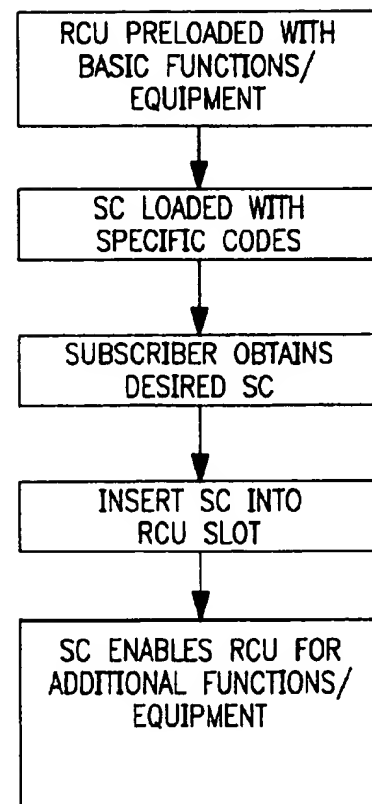 RCU PRELOADED WITH
BASIC FUNCTIONS/
EQUIPMENT
SC LOADED WITH
SPECIFIC CODES
SUBSCRIBER OBTAINS
DESIRED SC
INSERT SC INTO
RCU SLOT
SC ENABLES RCU FOR
ADDITIONAL FUNCTIONS/
EQUIPMENT